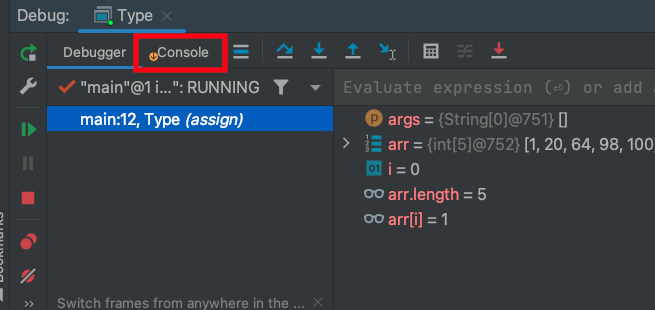 Debug: Type
Debugger Console
"main"@1 i...": RUNNING
Evaluate expression (⏎) or add a
main:12, Type (assign)
args = {String[0]@751} []
arr = {int[5]@752} [1, 20, 64, 98, 100]
i = 0
arr.length = 5
arr[i] = 1
Switch frames from anywhere in the ...